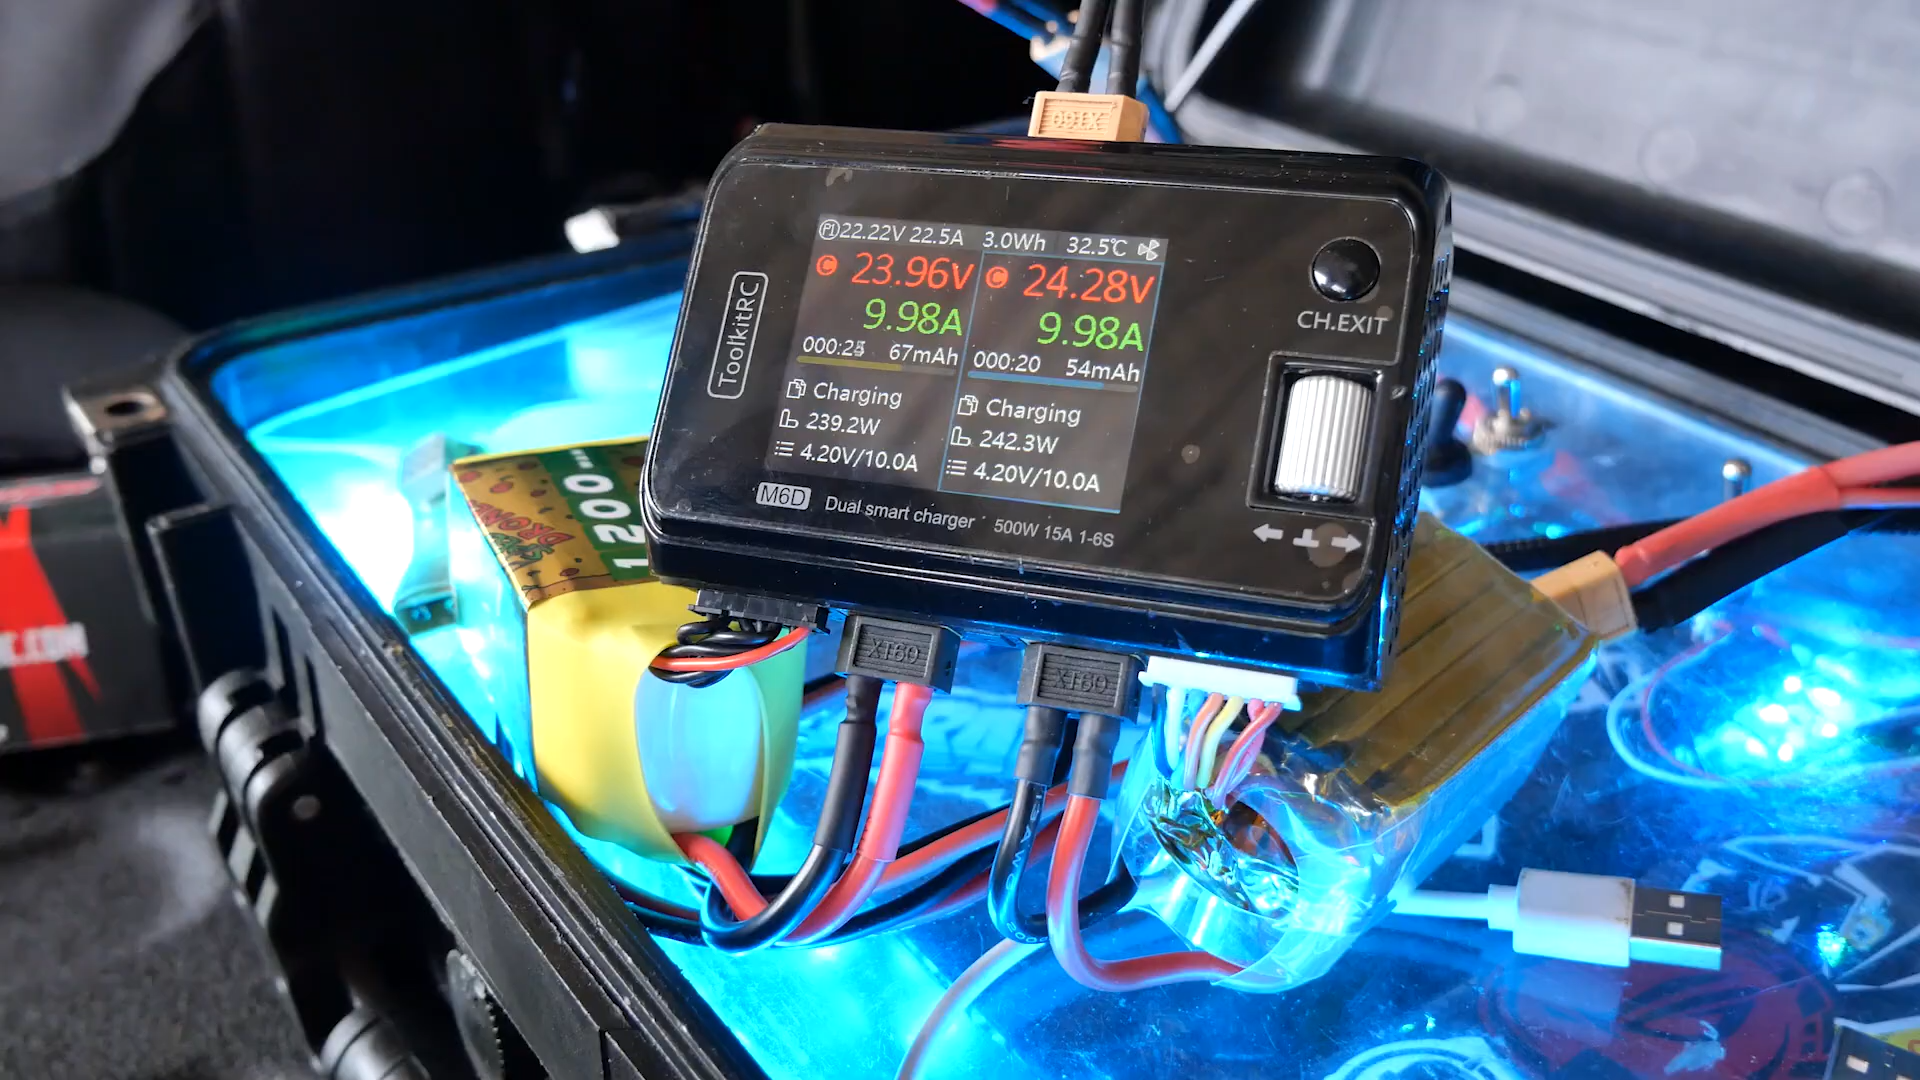 XT60
22.22V 22.5A 3.0Wh 32.5℃
C 23.96V C 24.28V
9.98A 9.98A
67mAh 000:20 54mAh
Charging Charging
239.2W 242.3W
4.20V/10.0A 4.20V/10.0A
ToolkitRC
CH.EXIT
M6D Dual smart charger 500W 15A 1-6S
1200
DRONE
XT60
XT60
.COM